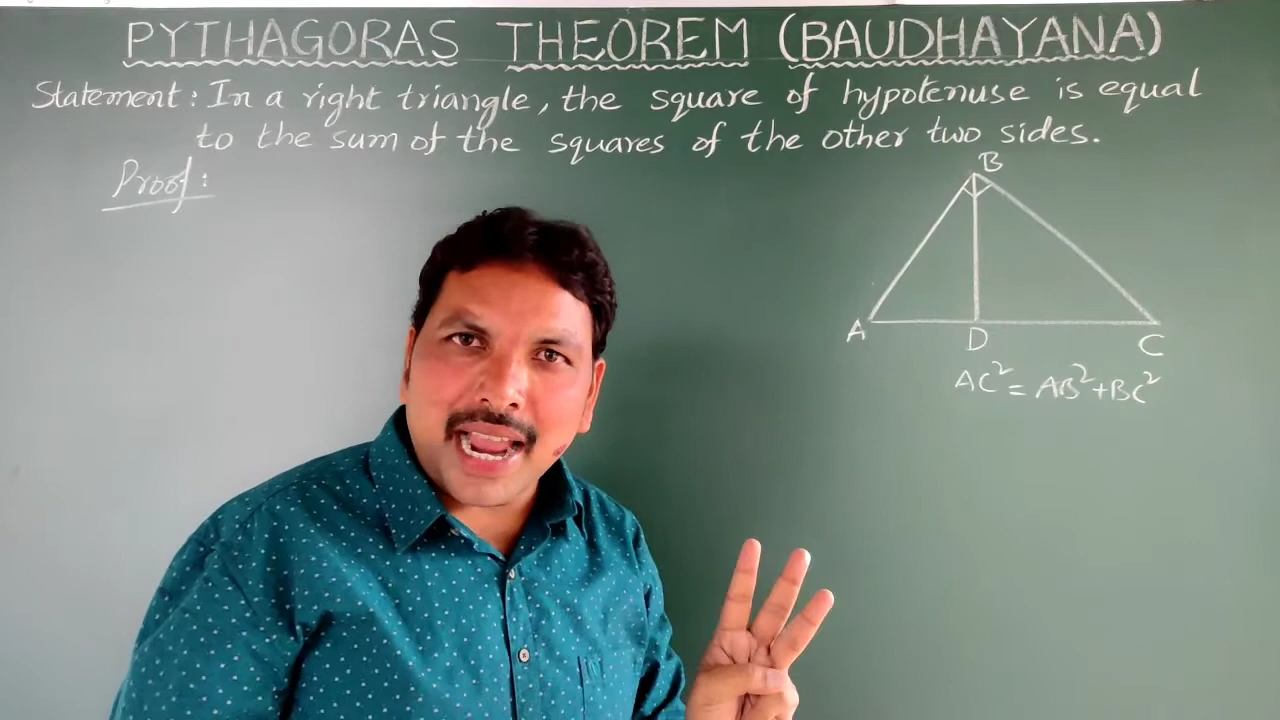 PYTHAGORAS THEOREM (BAUDHAYANA)
Statement: In a right triangle, the square of hypotenuse is equal
to the sum of the squares of the other two sides.
Proof:
B
A
D
C
AC² = AB² + BC²